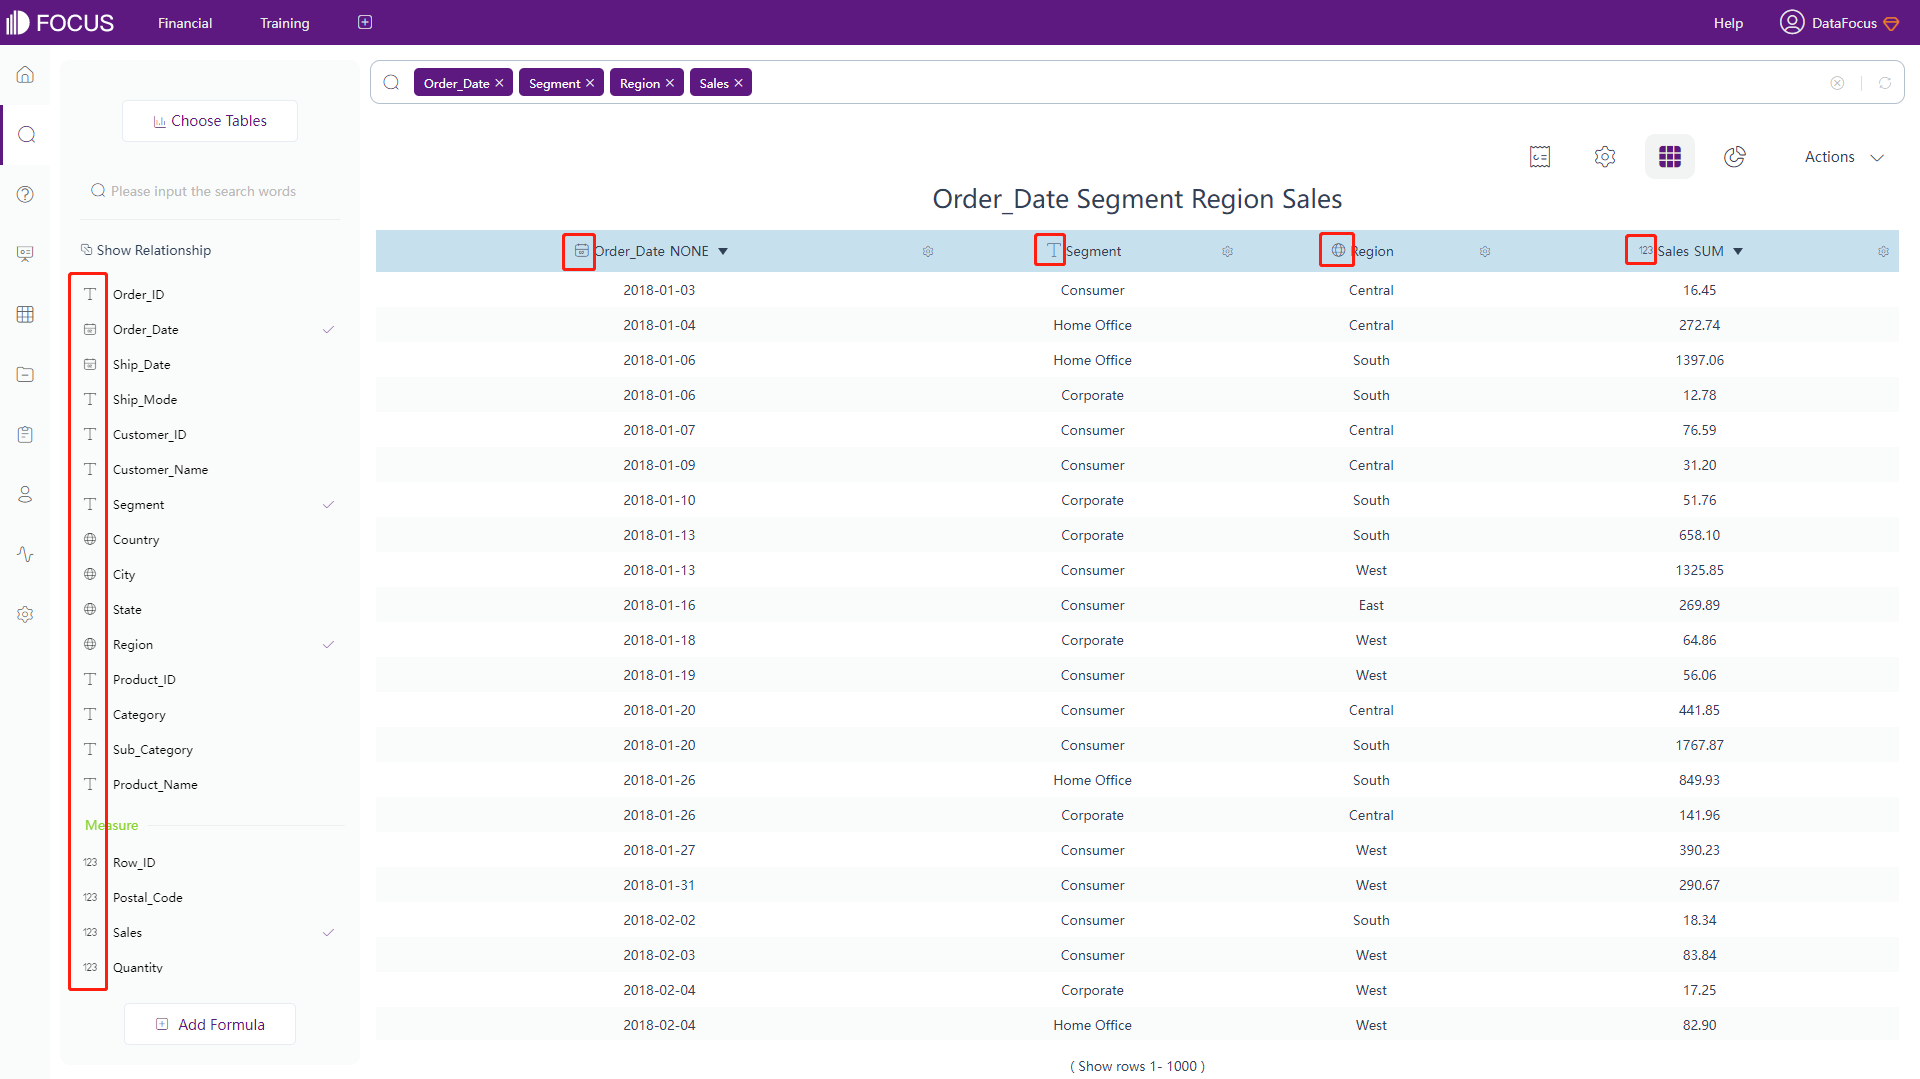 FOCUS Financial Training Help DataFocus
Order_Date × Segment × Region × Sales ×
Choose Tables
Please input the search words
Show Relationship
T Order_ID
Order_Date
Ship_Date
T Ship_Mode
T Customer_ID
T Customer_Name
T Segment
Country
City
State
Region
T Product_ID
T Category
T Sub_Category
T Product_Name
Measure
123 Row_ID
123 Postal_Code
123 Sales
123 Quantity
Add Formula
Actions
Order_Date Segment Region Sales
Order_Date NONE T Segment Region 123 Sales SUM
2018-01-03 Consumer Central 16.45
2018-01-04 Home Office Central 272.74
2018-01-06 Home Office South 1397.06
2018-01-06 Corporate South 12.78
2018-01-07 Consumer Central 76.59
2018-01-09 Consumer Central 31.20
2018-01-10 Corporate South 51.76
2018-01-13 Corporate South 658.10
2018-01-13 Consumer West 1325.85
2018-01-16 Consumer East 269.89
2018-01-18 Corporate West 64.86
2018-01-19 Consumer West 56.06
2018-01-20 Consumer Central 441.85
2018-01-20 Consumer South 1767.87
2018-01-26 Home Office South 849.93
2018-01-26 Corporate Central 141.96
2018-01-27 Consumer West 390.23
2018-01-31 Consumer West 290.67
2018-02-02 Consumer South 18.34
2018-02-03 Consumer West 83.84
2018-02-04 Corporate West 17.25
2018-02-04 Home Office West 82.90
( Show rows 1- 1000 )